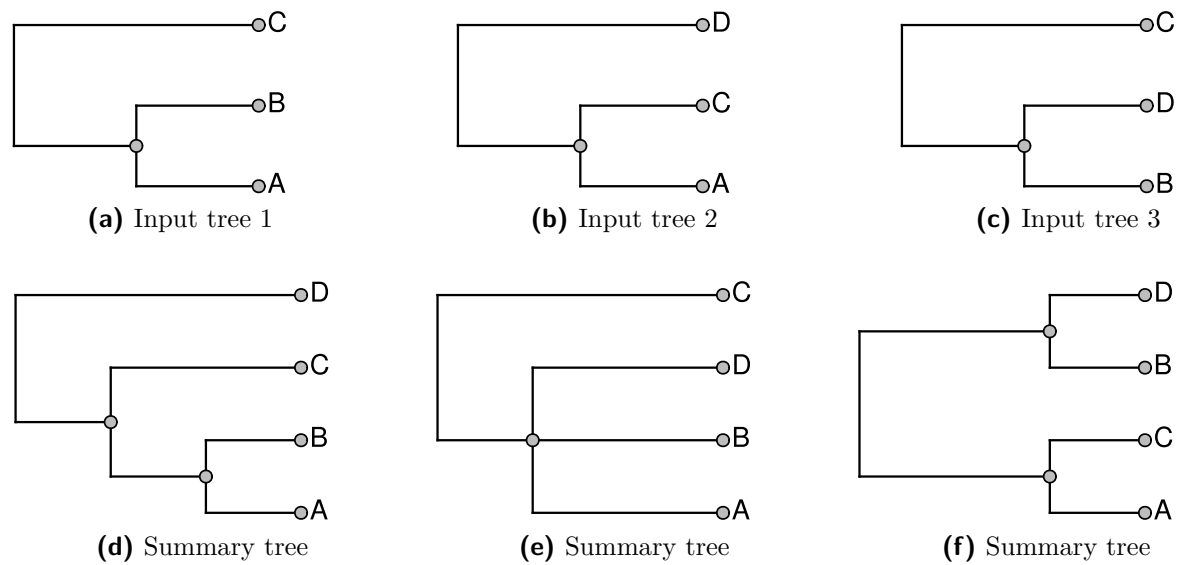 C
B
A
(a) Input tree 1
D
C
A
(b) Input tree 2
C
D
B
(c) Input tree 3
D
C
B
A
(d) Summary tree
C
D
B
A
(e) Summary tree
D
B
C
A
(f) Summary tree